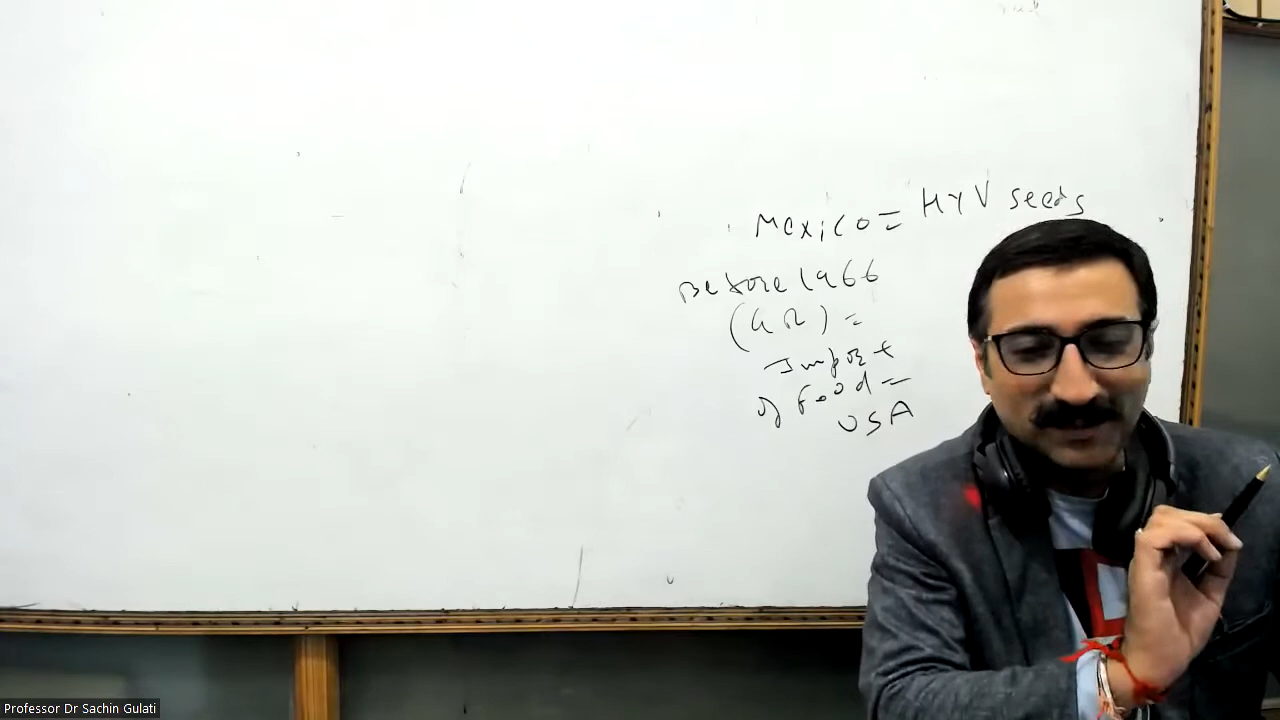 Mexico = HYV seeds
Before 1966
(GR) =
Import
of Food =
USA
Professor Dr Sachin Gulati